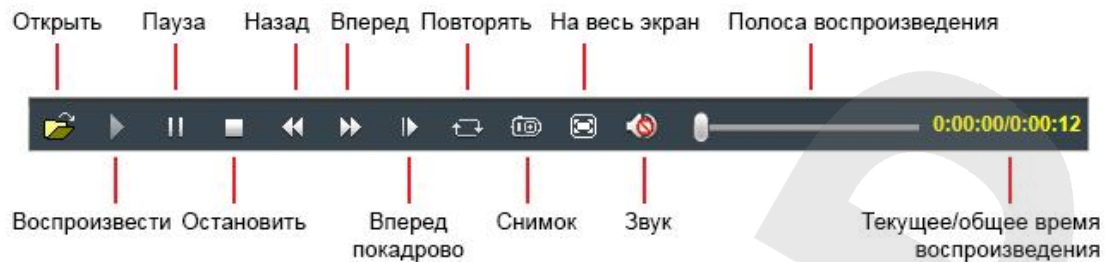 Открыть Пауза Назад Вперед Повторять На весь экран Полоса воспроизведения
0:00:00/0:00:12
Воспроизвести Остановить Вперед покадрово Снимок Звук Текущее/общее время воспроизведения